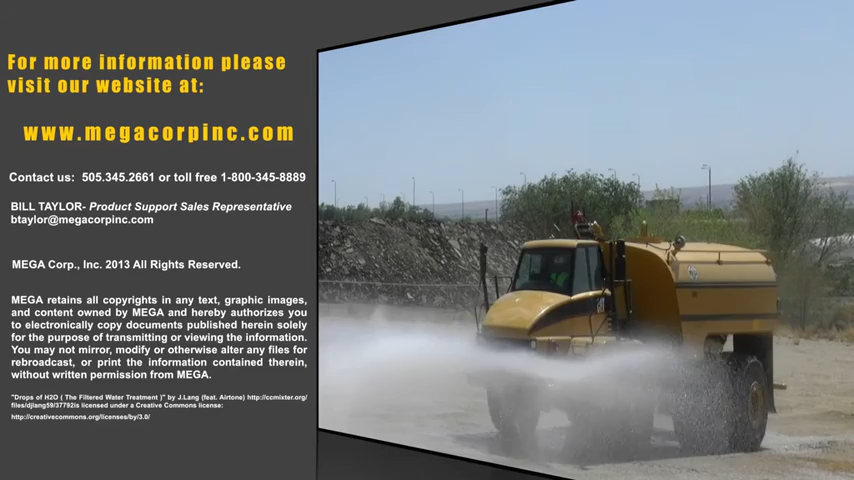 For more information please
visit our website at:
www.megacorpinc.com
Contact us:  505.345.2661 or toll free 1-800-345-8889
BILL TAYLOR- Product Support Sales Representative
btaylor@megacorpinc.com
MEGA Corp., Inc. 2013 All Rights Reserved.
MEGA retains all copyrights in any text, graphic images,
and content owned by MEGA and hereby authorizes you
to electronically copy documents published herein solely
for the purpose of transmitting or viewing the information.
You may not mirror, modify or otherwise alter any files for
rebroadcast, or print the information contained therein,
without written permission from MEGA.
"Drops of H2O ( The Filtered Water Treatment )" by J.Lang (feat. Airtone) http://ccmixter.org/
files/djlang59/37792is licensed under a Creative Commons license:
http://creativecommons.org/licenses/by/3.0/